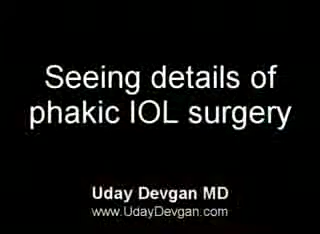 Seeing details of
phakic IOL surgery
Uday Devgan MD
www.UdayDevgan.com